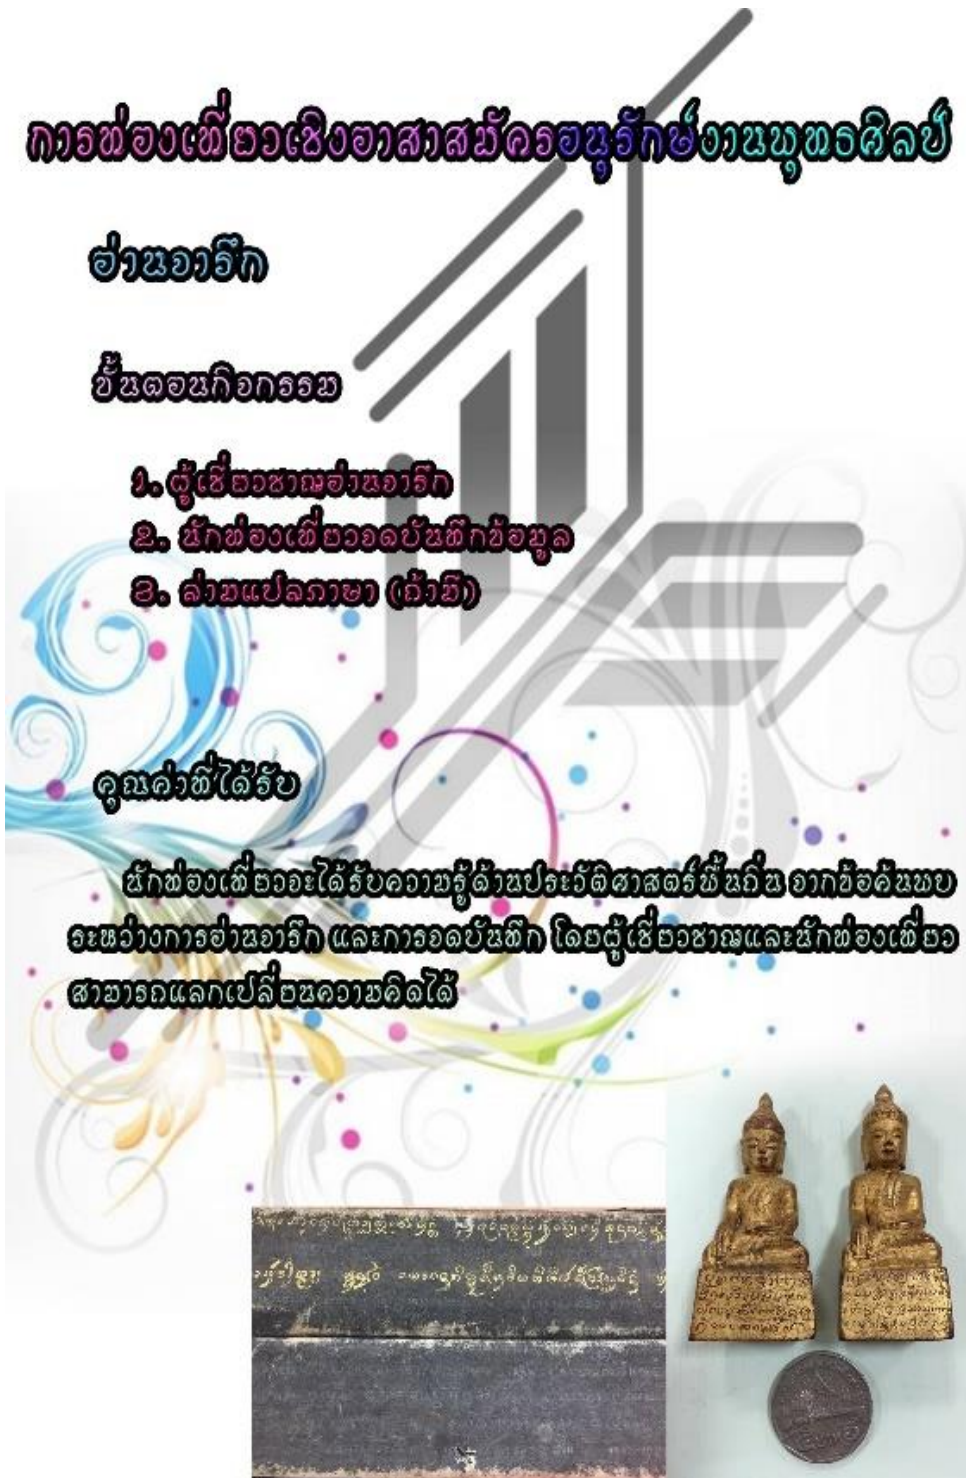 การท่องเที่ยวเชิงอาสาสมัครอนุรักษ์งานพุทธศิลป์
อ่านจารึก
ขั้นตอนกิจกรรม
1. ผู้เชี่ยวชาญอ่านจารึก
2. นักท่องเที่ยวจดบันทึกข้อมูล
3. ล่ามแปลภาษา (ถ้ามี)
คุณค่าที่ได้รับ
นักท่องเที่ยวจะได้รับความรู้ด้านประวัติศาสตร์พื้นถิ่น จากข้อค้นพบ
ระหว่างการอ่านจารึก และการจดบันทึก โดยผู้เชี่ยวชาญและนักท่องเที่ยว
สามารถแลกเปลี่ยนความคิดได้